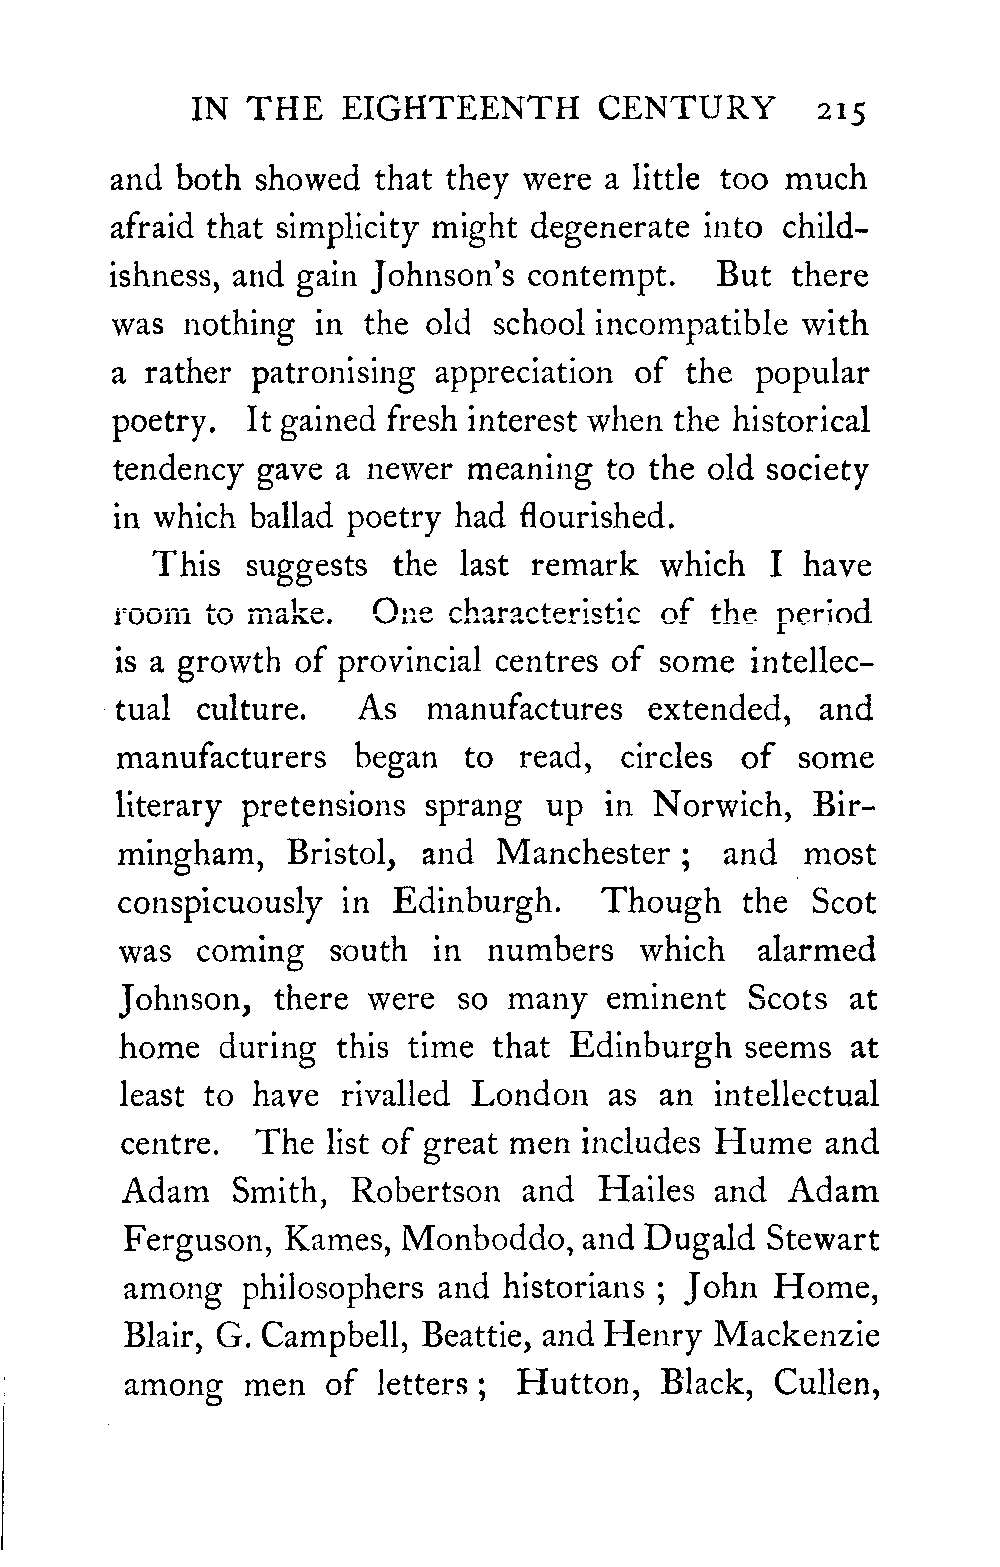 IN THE EIGHTEENTH CENTURY 215
and both showed that they were a little too much
afraid that simplicity might degenerate into child-
ishness, and gain Johnson's contempt. But there
was nothing in the old school incompatible with
a rather patronising appreciation of the popular
poetry. It gained fresh interest when the historical
tendency gave a newer meaning to the old society
in which ballad poetry had flourished.
This suggests the last remark which I have
room to make. One characteristic of the period
is a growth of provincial centres of some intellec-
tual culture. As manufactures extended, and
manufacturers began to read, circles of some
literary pretensions sprang up in Norwich, Bir-
mingham, Bristol, and Manchester ; and most
conspicuously in Edinburgh. Though the Scot
was coming south in numbers which alarmed
Johnson, there were so many eminent Scots at
home during this time that Edinburgh seems at
least to have rivalled London as an intellectual
centre. The list of great men includes Hume and
Adam Smith, Robertson and Hailes and Adam
Ferguson, Kames, Monboddo, and Dugald Stewart
among philosophers and historians ; John Home,
Blair, G. Campbell, Beattie, and Henry Mackenzie
among men of letters ; Hutton, Black, Cullen,